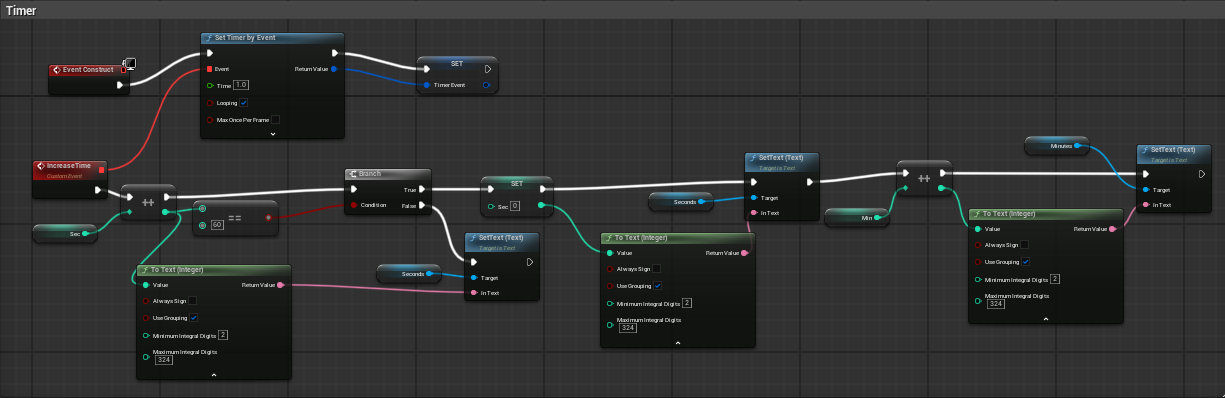 Timer
Set Timer by Event
Event Construct
Event
Return Value
Time 1.0
Looping
Max Once Per Frame
SET
Timer Event
IncreaseTime
Custom Event
++
Sec
==
60
Branch
True
Condition
False
SET
Sec 0
Seconds
SetText (Text)
Target is Text
Target
In Text
To Text (Integer)
Value
Return Value
Always Sign
Use Grouping
Minimum Integral Digits 2
Maximum Integral Digits
324
Seconds
SetText (Text)
Target is Text
Target
In Text
To Text (Integer)
Value
Return Value
Always Sign
Use Grouping
Minimum Integral Digits 2
Maximum Integral Digits
324
Min
++
Minutes
SetText (Text)
Target is Text
Target
In Text
To Text (Integer)
Value
Return Value
Always Sign
Use Grouping
Minimum Integral Digits 2
Maximum Integral Digits
324